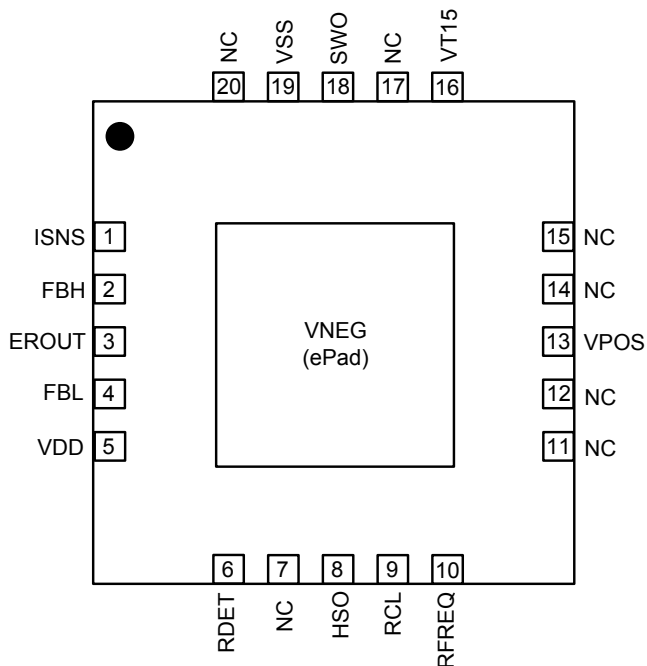 NC
VSS
SWO
NC
VT15
20
19
18
17
16
ISNS 1
FBH 2
EROUT 3
FBL 4
VDD 5
VNEG
(ePad)
15 NC
14 NC
13 VPOS
12 NC
11 NC
6
7
8
9
10
RDET
NC
HSO
RCL
RFREQ